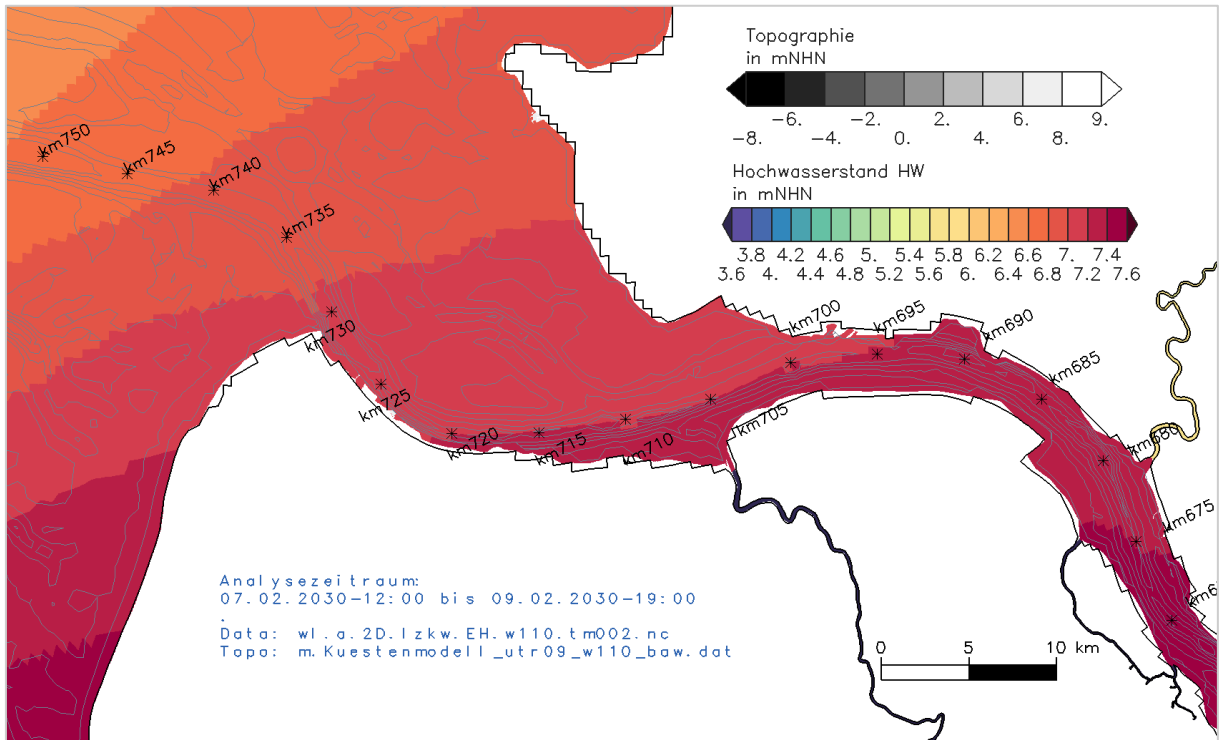 Topographie
in mNHN
-6. -2. 2. 6. 9.
-8. -4. 0. 4. 8.
Hochwasserstand HW
in mNHN
3.8 4.2 4.6 5. 5.4 5.8 6.2 6.6 7. 7.4
3.6 4. 4.4 4.8 5.2 5.6 6. 6.4 6.8 7.2 7.6
km750
km745
km740
km735
km730
km725
km720
km715
km710
km705
km700
km695
km690
km685
km680
km675
Analysezeitraum:
07.02.2030-12:00 bis 09.02.2030-19:00
.
Data: wl.a.2D.lzkw.EH.w110.tm002.nc
Topo: m.Kuestenmodell_utr09_w110_baw.dat
0 5 10 km